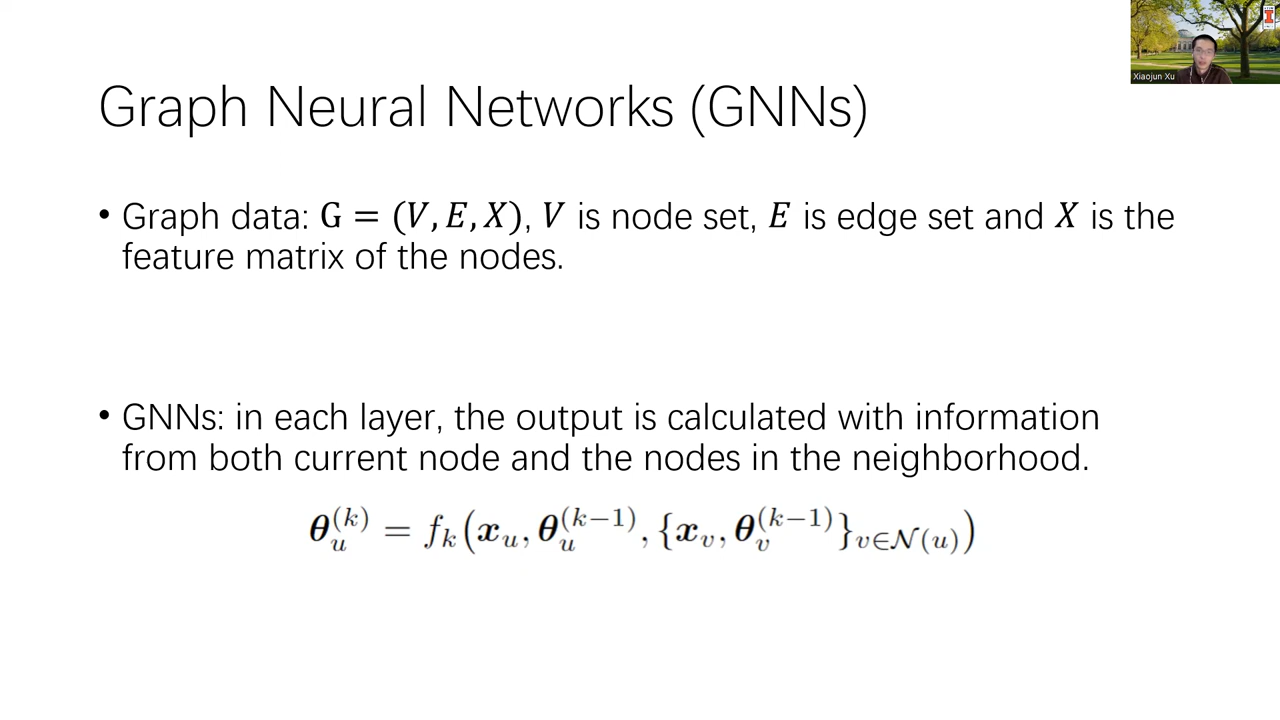 Xiaojun Xu
Graph Neural Networks (GNNs)
• Graph data: G = (V, E, X), V is node set, E is edge set and X is the
feature matrix of the nodes.
• GNNs: in each layer, the output is calculated with information
from both current node and the nodes in the neighborhood.
θ_u^{(k)} = f_k(x_u, θ_u^{(k−1)}, {x_v, θ_v^{(k−1)}}_{v∈𝒩(u)})